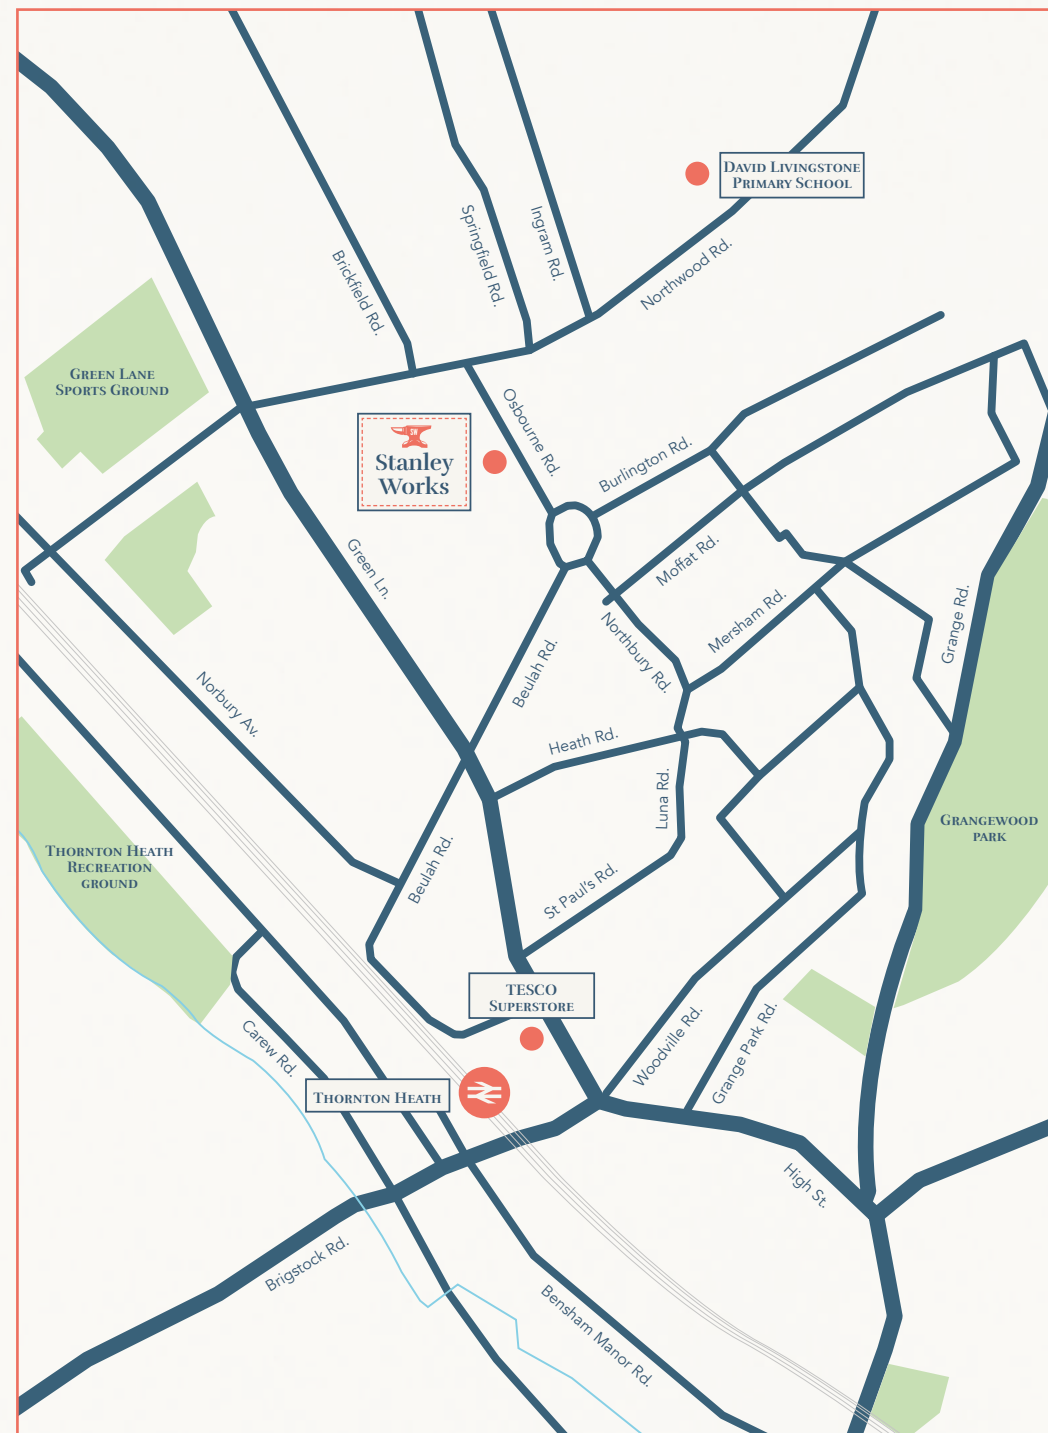 David Livingstone
Primary School
Springfield Rd.
Ingram Rd.
Brickfield Rd.
Northwood Rd.
Green Lane
Sports Ground
SW
Stanley
Works
Osbourne Rd.
Burlington Rd.
Green Ln.
Moffat Rd.
Mersham Rd.
Grange Rd.
Northbury Rd.
Beulah Rd.
Norbury Av.
Heath Rd.
Luna Rd.
Grangewood
park
Thornton Heath
Recreation
ground
Beulah Rd.
St Paul's Rd.
TESCO
Superstore
Carew Rd.
Woodville Rd.
Grange Park Rd.
Thornton Heath
High St.
Brigstock Rd.
Bensham Manor Rd.